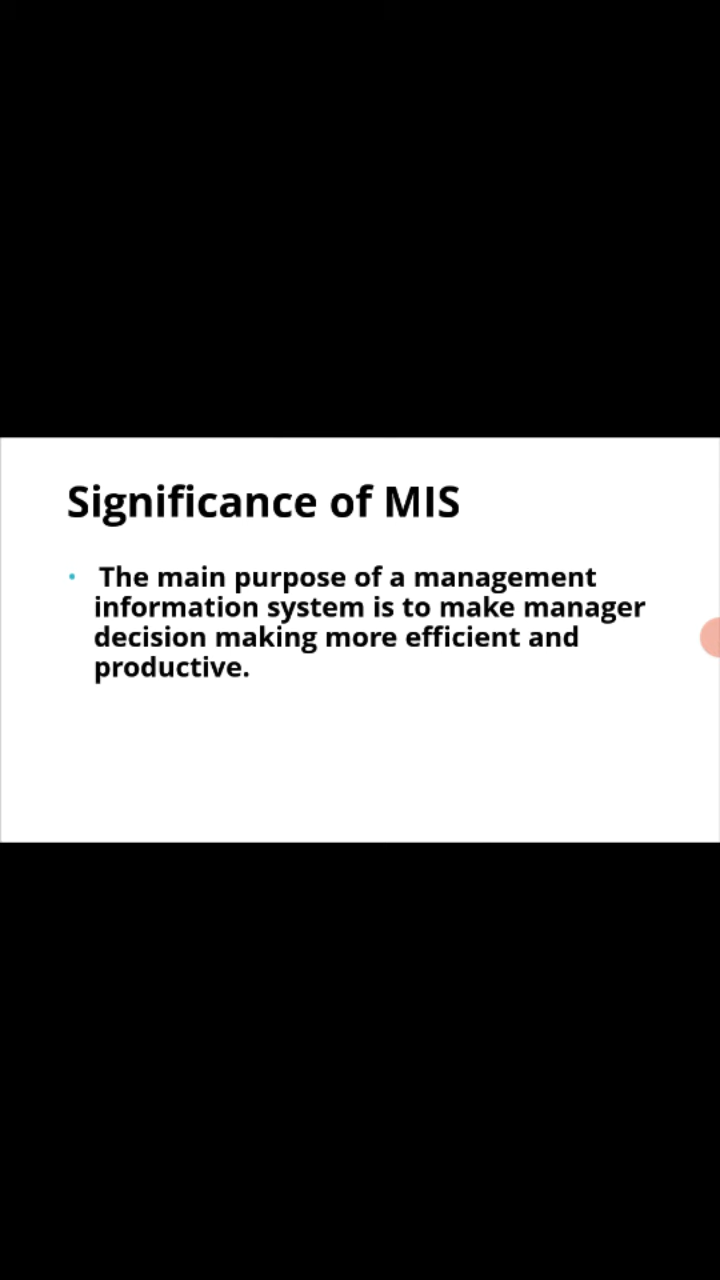 Significance of MIS
• The main purpose of a management
information system is to make manager
decision making more efficient and
productive.